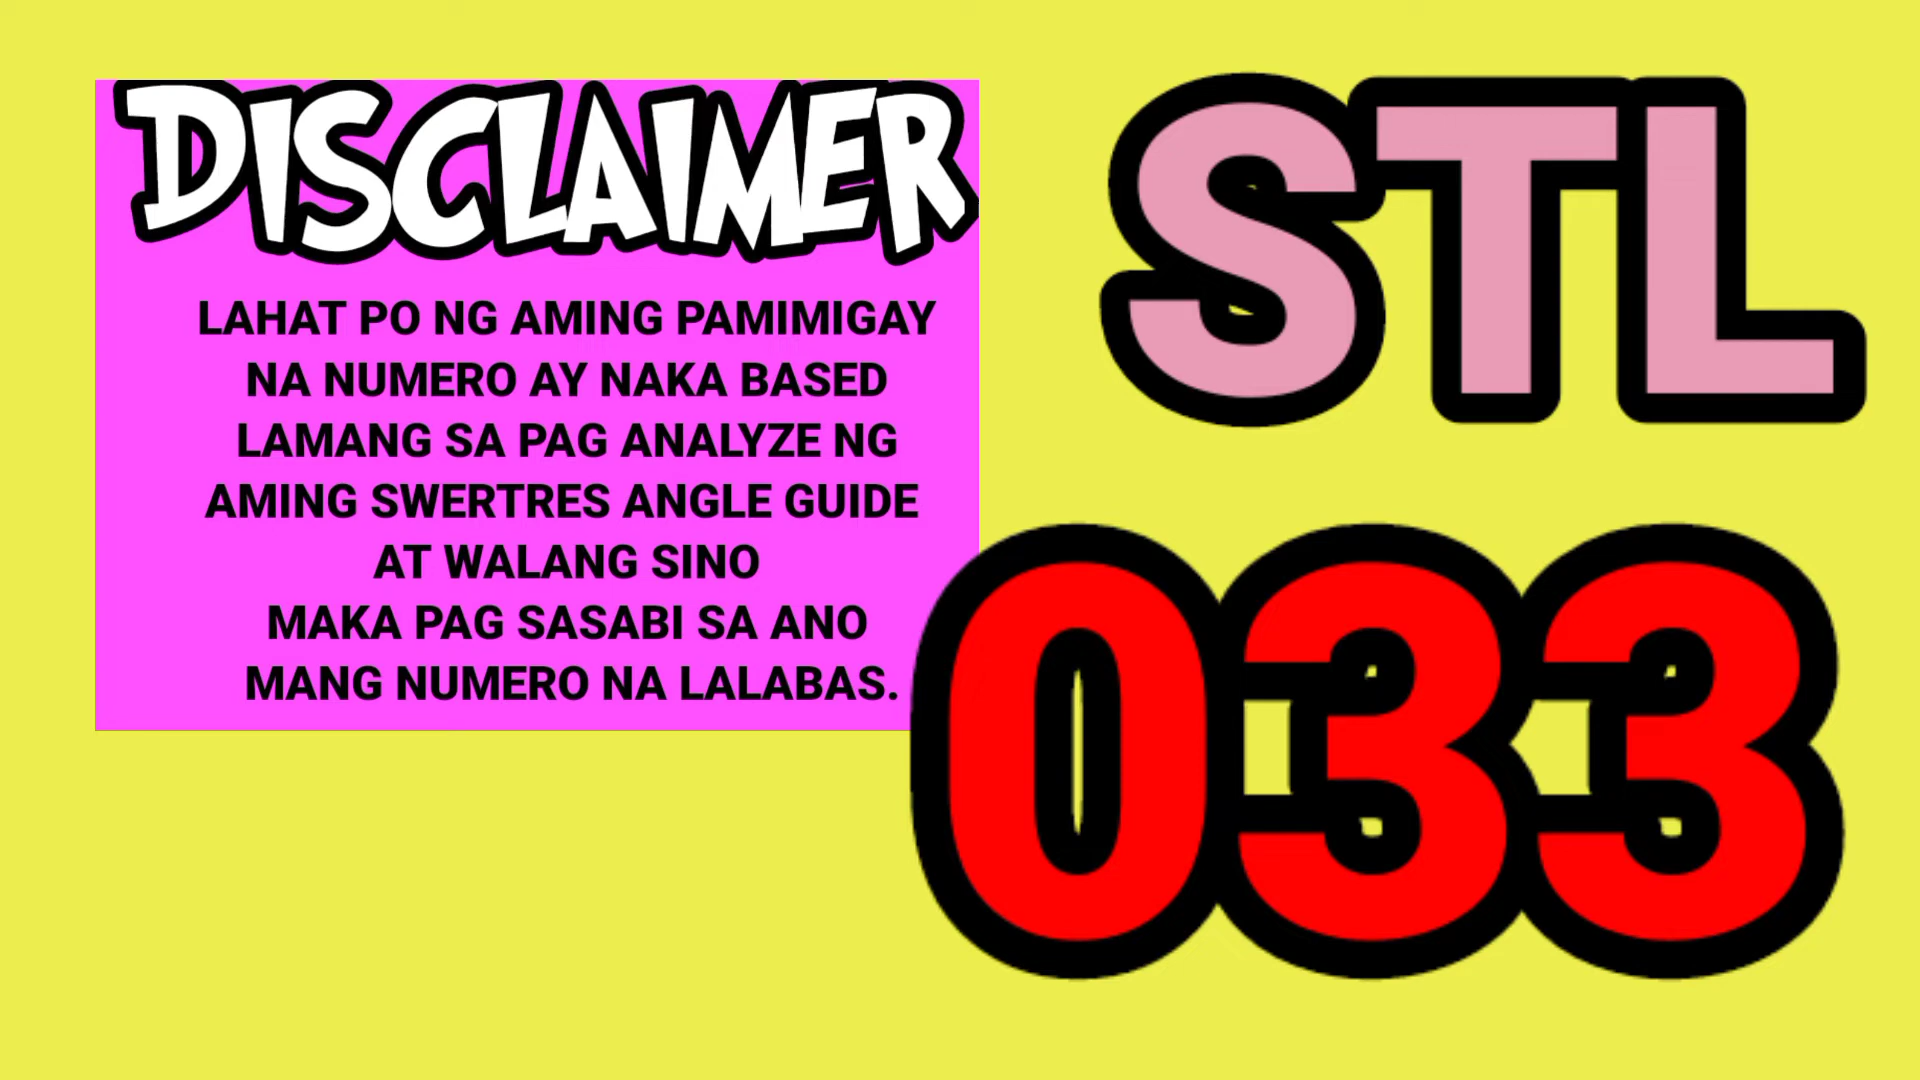 DISCLAIMER
LAHAT PO NG AMING PAMIMIGAY
NA NUMERO AY NAKA BASED
LAMANG SA PAG ANALYZE NG
AMING SWERTRES ANGLE GUIDE
AT WALANG SINO
MAKA PAG SASABI SA ANO
MANG NUMERO NA LALABAS.
STL
033